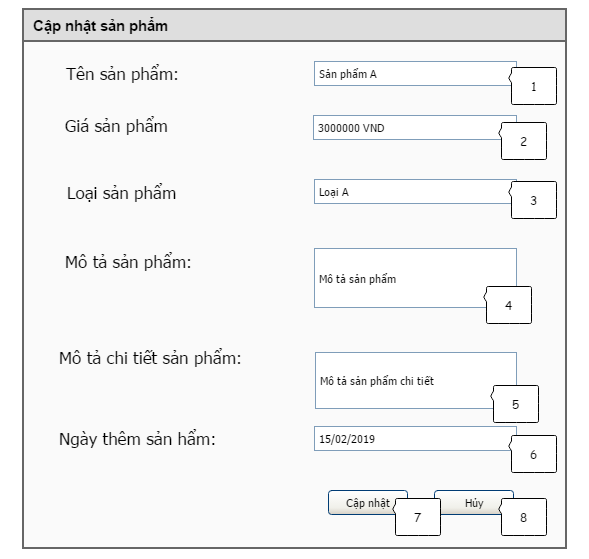 Cập nhật sản phẩm
Tên sản phẩm:
Sản phẩm A
1
Giá sản phẩm
3000000 VND
2
Loại sản phẩm
Loại A
3
Mô tả sản phẩm:
Mô tả sản phẩm
4
Mô tả chi tiết sản phẩm:
Mô tả sản phẩm chi tiết
5
Ngày thêm sản hẩm:
15/02/2019
6
Cập nhật
7
Hủy
8